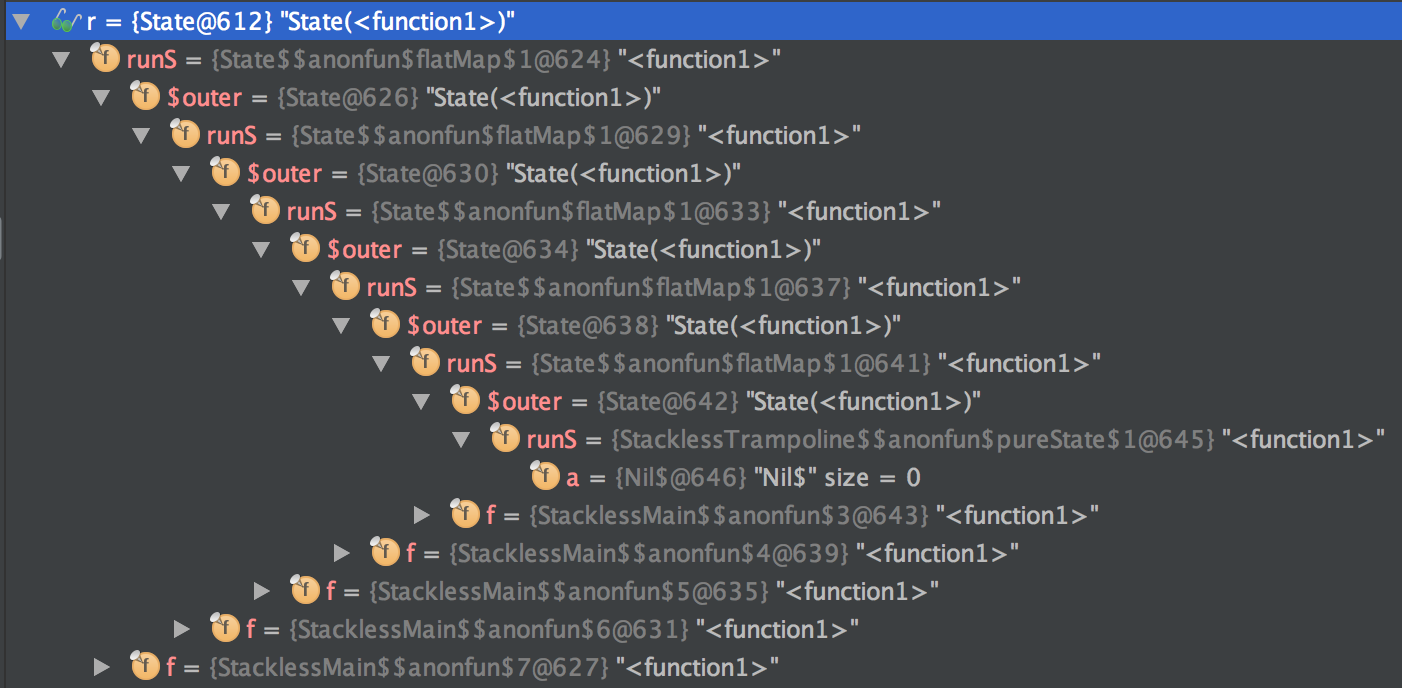 r = {State@612} "State(<function1>)"
f runS = {State$$anonfun$flatMap$1@624} "<function1>"
f $outer = {State@626} "State(<function1>)"
f runS = {State$$anonfun$flatMap$1@629} "<function1>"
f $outer = {State@630} "State(<function1>)"
f runS = {State$$anonfun$flatMap$1@633} "<function1>"
f $outer = {State@634} "State(<function1>)"
f runS = {State$$anonfun$flatMap$1@637} "<function1>"
f $outer = {State@638} "State(<function1>)"
f runS = {State$$anonfun$flatMap$1@641} "<function1>"
f $outer = {State@642} "State(<function1>)"
f runS = {StacklessTrampoline$$anonfun$pureState$1@645} "<function1>"
f a = {Nil$@646} "Nil$" size = 0
f f = {StacklessMain$$anonfun$3@643} "<function1>"
f f = {StacklessMain$$anonfun$4@639} "<function1>"
f f = {StacklessMain$$anonfun$5@635} "<function1>"
f f = {StacklessMain$$anonfun$6@631} "<function1>"
f f = {StacklessMain$$anonfun$7@627} "<function1>"